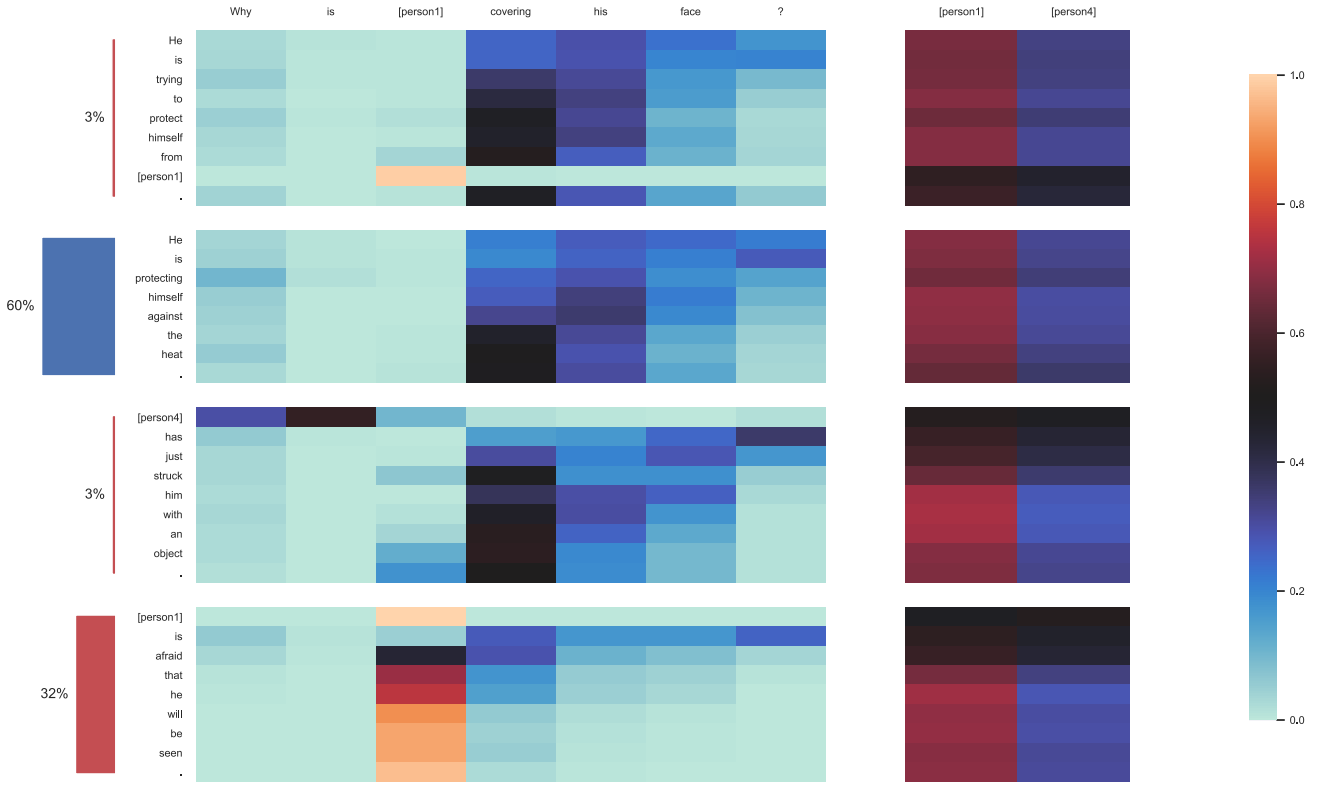 Why is [person1] covering his face ? [person1] [person4]
He
is
trying
to
3% protect
himself
from
[person1]
.
He
is
protecting
60% himself
against
the
heat
.
[person4]
has
just
struck
3% him
with
an
object
.
[person1]
is
afraid
that
32% he
will
be
seen
.
1.0
0.8
0.6
0.4
0.2
0.0